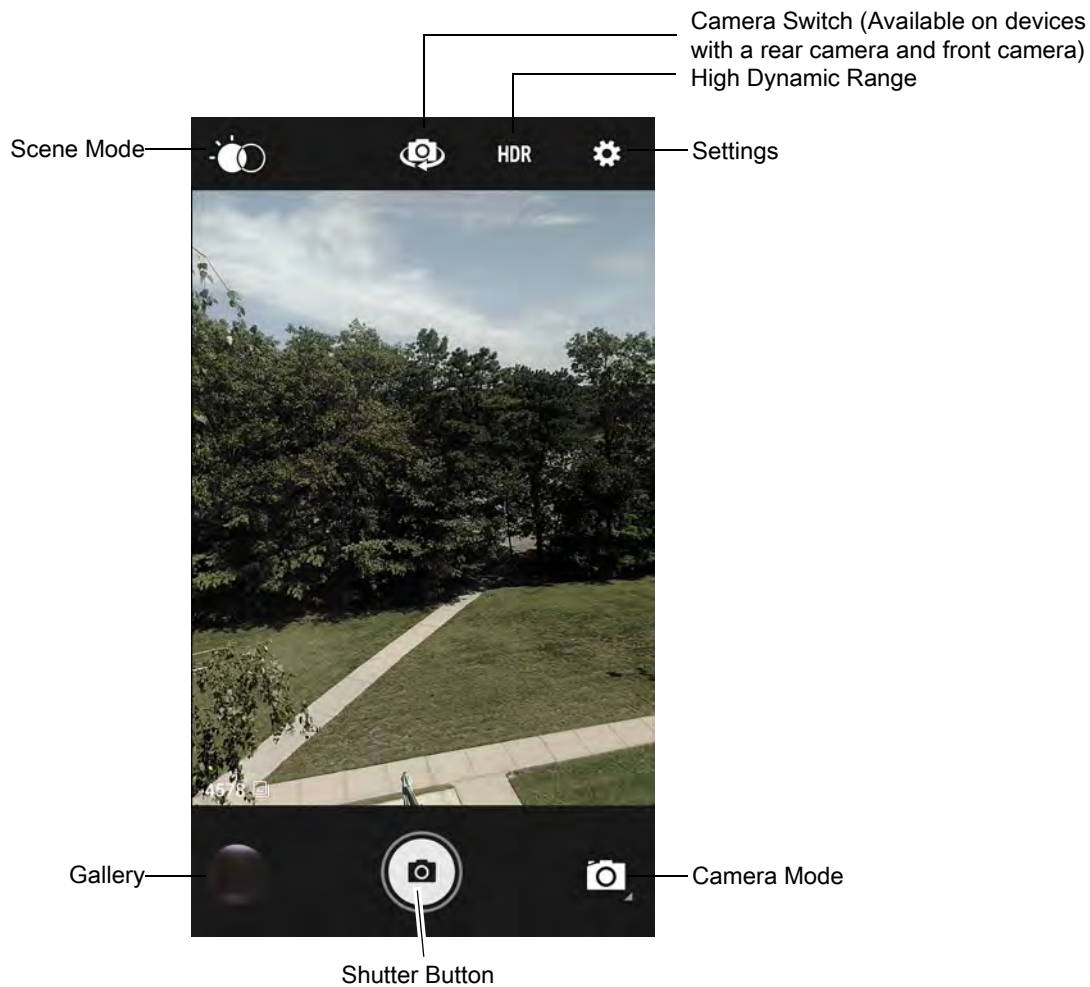 Camera Switch (Available on devices
with a rear camera and front camera)
High Dynamic Range
Scene Mode
HDR
Settings
4578
Gallery
Camera Mode
Shutter Button